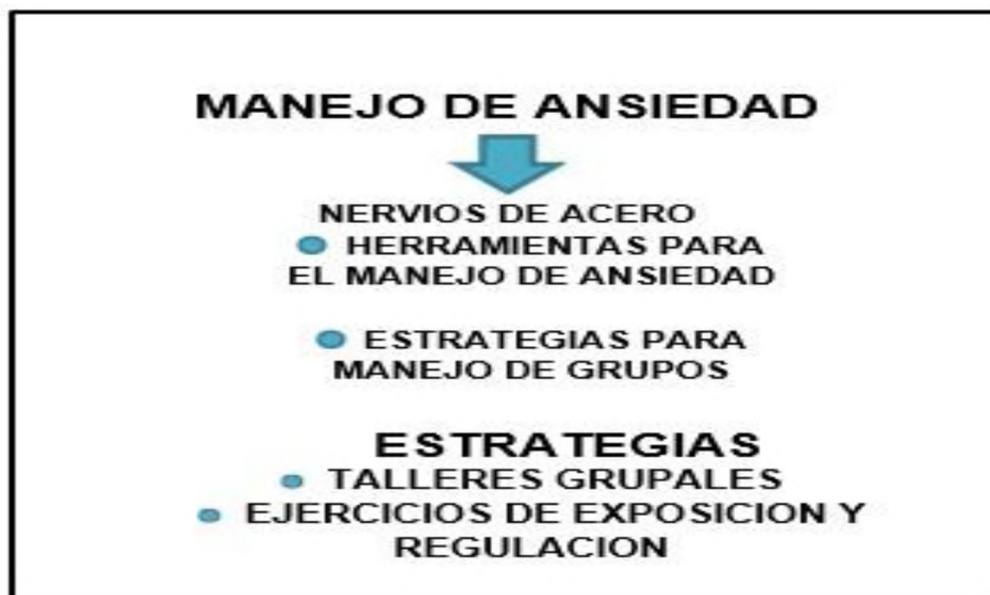 MANEJO DE ANSIEDAD
NERVIOS DE ACERO
HERRAMIENTAS PARA
EL MANEJO DE ANSIEDAD
ESTRATEGIAS PARA
MANEJO DE GRUPOS
ESTRATEGIAS
TALLERES GRUPALES
EJERCICIOS DE EXPOSICION Y
REGULACION